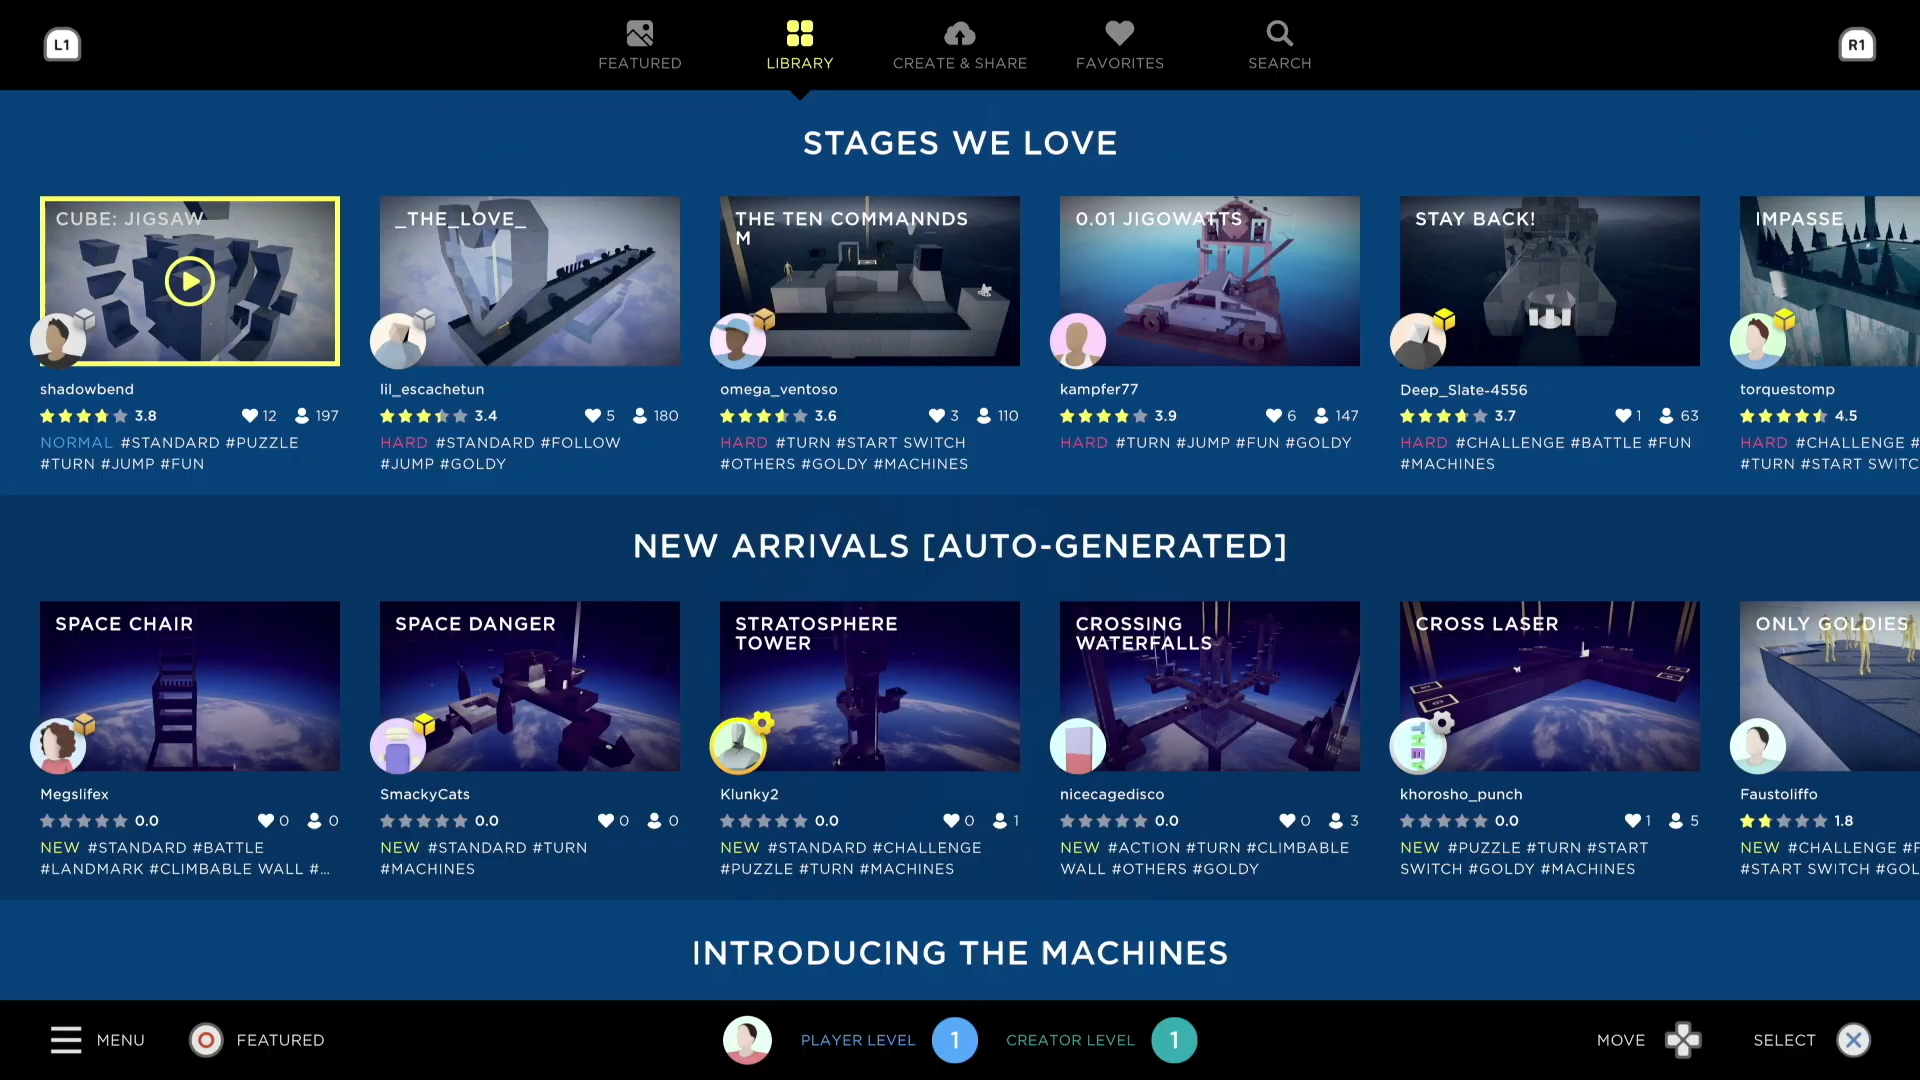 L1
FEATURED
LIBRARY
CREATE & SHARE
FAVORITES
SEARCH
R1
STAGES WE LOVE
CUBE: JIGSAW
shadowbend
3.8 12 197
NORMAL #STANDARD #PUZZLE
#TURN #JUMP #FUN
_THE_LOVE_
lil_escachetun
3.4 5 180
HARD #STANDARD #FOLLOW
#JUMP #GOLDY
THE TEN COMMANNDS
M
omega_ventoso
3.6 3 110
HARD #TURN #START SWITCH
#OTHERS #GOLDY #MACHINES
0.01 JIGOWATTS
kampfer77
3.9 6 147
HARD #TURN #JUMP #FUN #GOLDY
STAY BACK!
Deep_Slate-4556
3.7 1 63
HARD #CHALLENGE #BATTLE #FUN
#MACHINES
IMPASSE
torquestomp
4.5
HARD #CHALLENGE #
#TURN #START SWITC
NEW ARRIVALS [AUTO-GENERATED]
SPACE CHAIR
Megslifex
0.0 0 0
NEW #STANDARD #BATTLE
#LANDMARK #CLIMBABLE WALL #...
SPACE DANGER
SmackyCats
0.0 0 0
NEW #STANDARD #TURN
#MACHINES
STRATOSPHERE
TOWER
Klunky2
0.0 0 1
NEW #STANDARD #CHALLENGE
#PUZZLE #TURN #MACHINES
CROSSING
WATERFALLS
nicecagedisco
0.0 0 3
NEW #ACTION #TURN #CLIMBABLE
WALL #OTHERS #GOLDY
CROSS LASER
THEK
khorosho_punch
0.0 1 5
NEW #PUZZLE #TURN #START
SWITCH #GOLDY #MACHINES
ONLY GOLDIES
Faustoliffo
1.8
NEW #CHALLENGE #F
#START SWITCH #GOL
INTRODUCING THE MACHINES
MENU
FEATURED
PLAYER LEVEL 1
CREATOR LEVEL 1
MOVE
SELECT